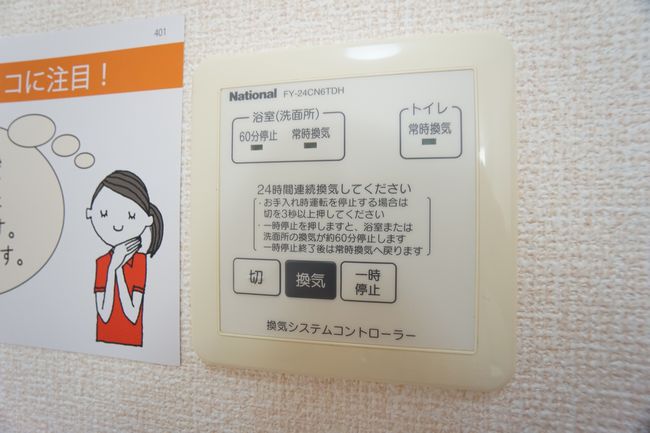 401
コに注目！
す。
す。
National FY-24CN6TDH
浴室(洗面所)
60分停止 常時換気
トイレ
常時換気
24時間連続換気してください
・お手入れ時運転を停止する場合は
切を3秒以上押してください
・一時停止を押しますと、浴室または
洗面所の換気が約60分停止します
一時停止終了後は常時換気へ戻ります
切
換気
一時
停止
換気システムコントローラー